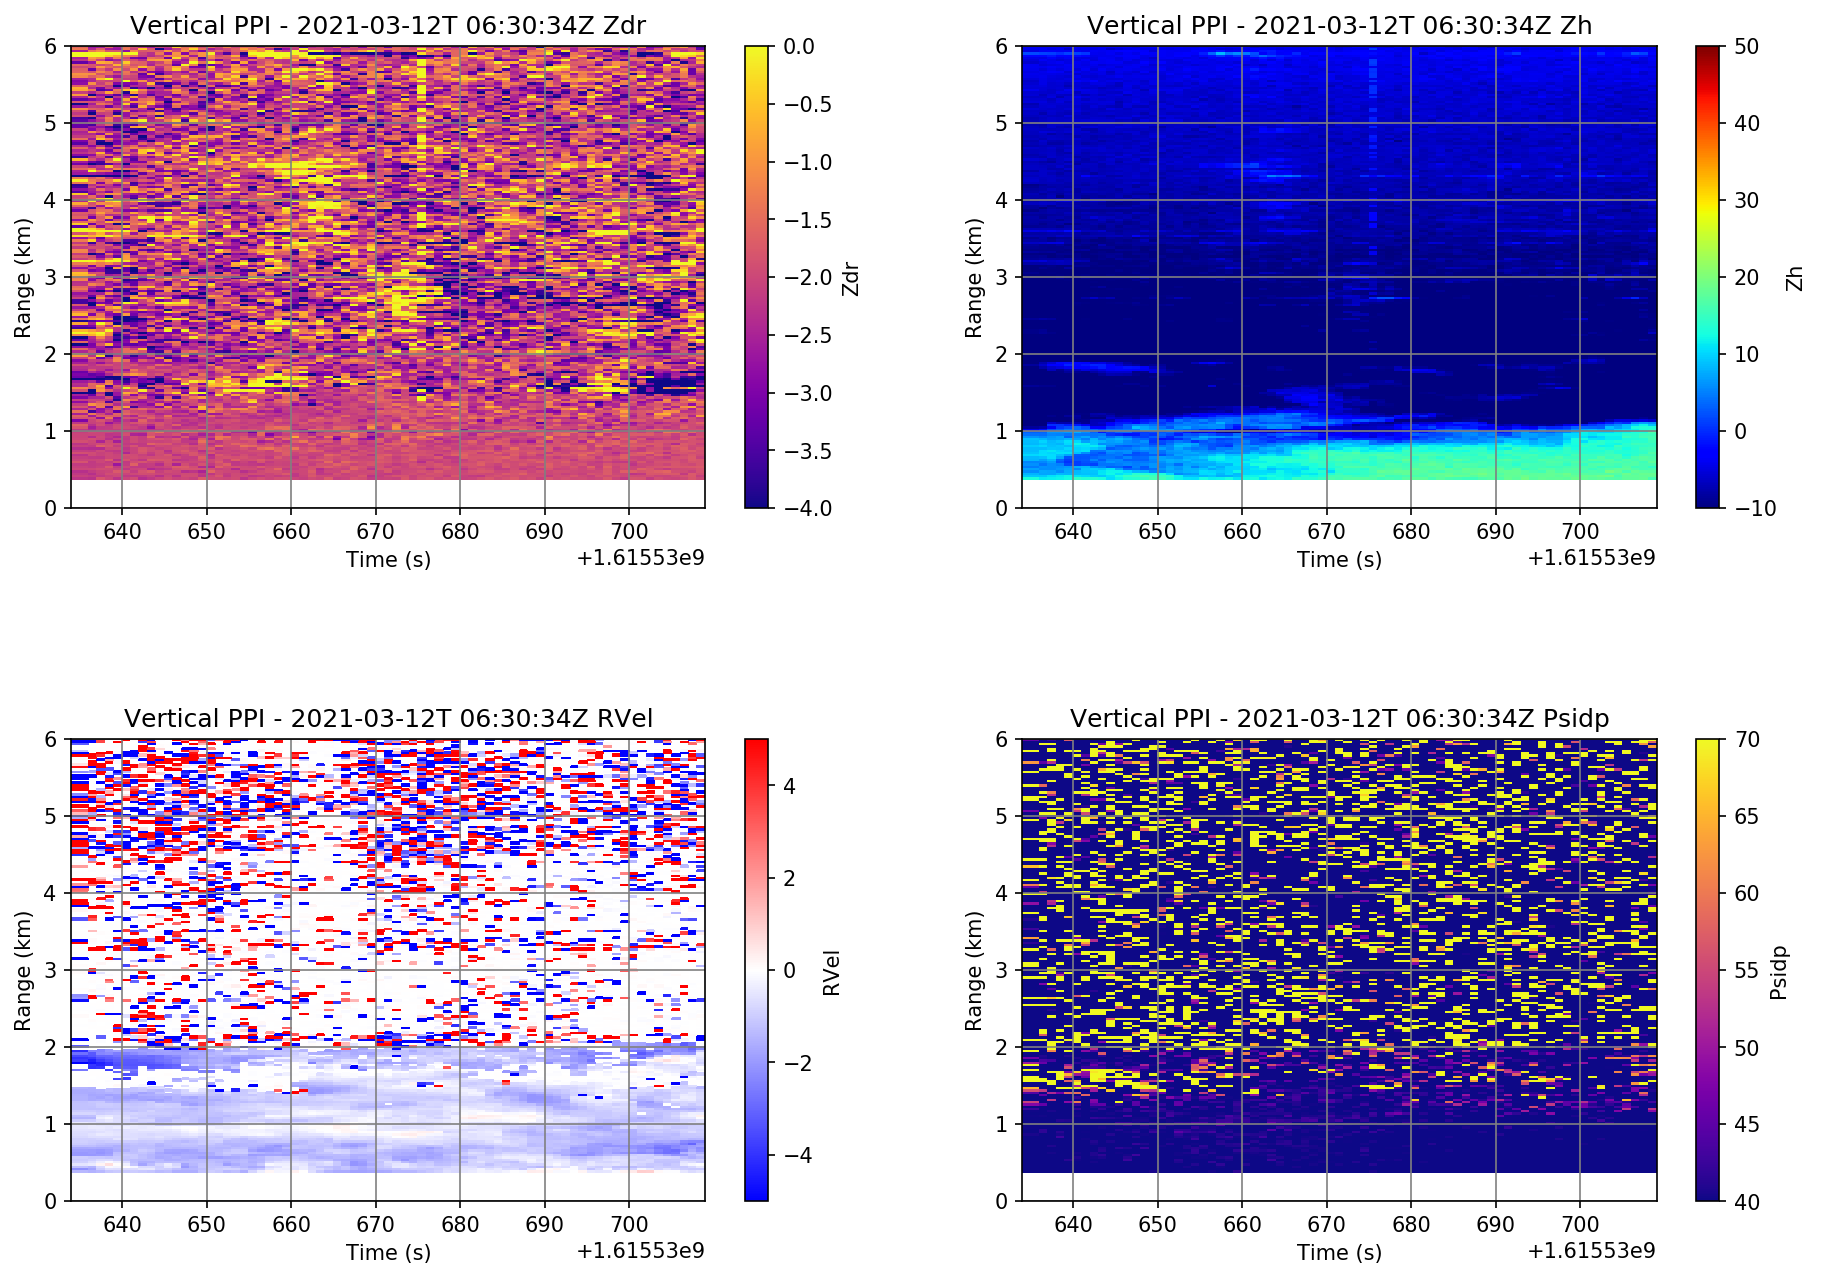 Vertical PPI - 2021-03-12T 06:30:34Z Zdr
6
5
4
3
2
1
0
Range (km)
640 650 660 670 680 690 700
Time (s)
+1.61553e9
0.0
−0.5
−1.0
−1.5
−2.0
−2.5
−3.0
−3.5
−4.0
Zdr
Vertical PPI - 2021-03-12T 06:30:34Z Zh
6
5
4
3
2
1
0
Range (km)
640 650 660 670 680 690 700
Time (s)
+1.61553e9
50
40
30
20
10
0
−10
Zh
Vertical PPI - 2021-03-12T 06:30:34Z RVel
6
5
4
3
2
1
0
Range (km)
640 650 660 670 680 690 700
Time (s)
+1.61553e9
4
2
0
−2
−4
RVel
Vertical PPI - 2021-03-12T 06:30:34Z Psidp
6
5
4
3
2
1
0
Range (km)
640 650 660 670 680 690 700
Time (s)
+1.61553e9
70
65
60
55
50
45
40
Psidp